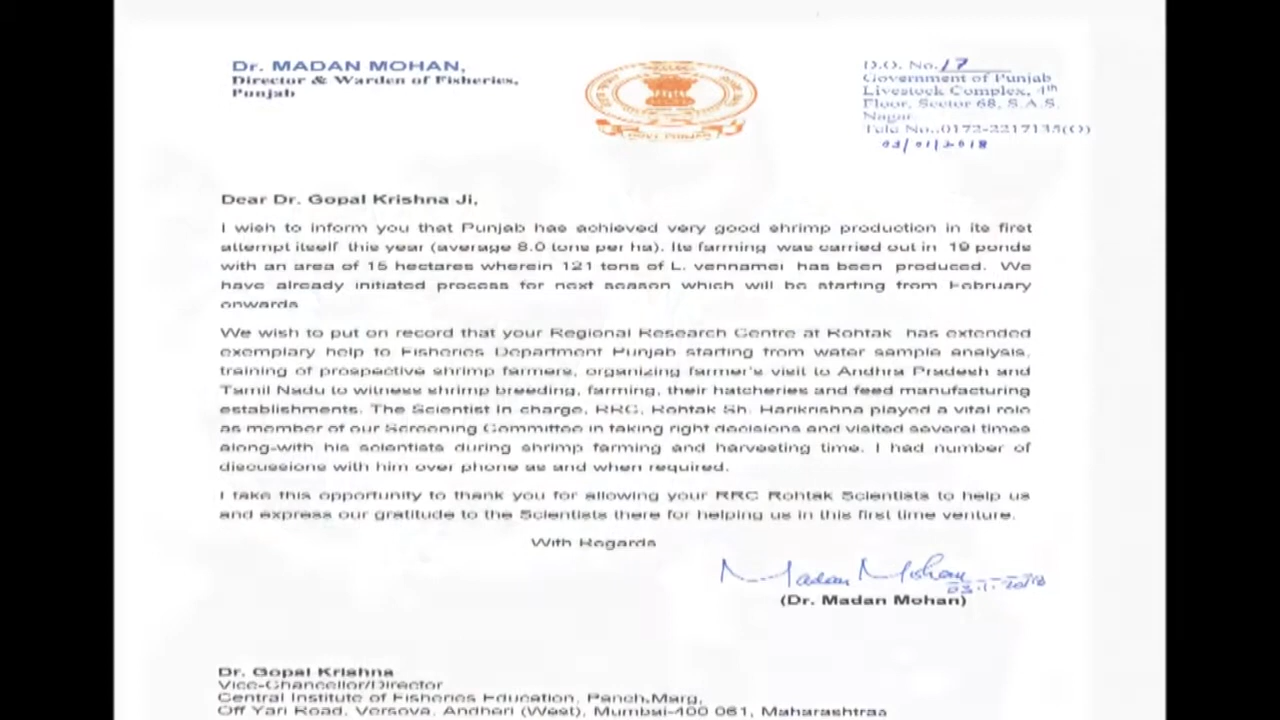 Dr. MADAN MOHAN,
Director & Warden of Fisheries,
Punjab
D.O. No. 17
Government of Punjab
Livestock Complex, 4th
Floor, Sector 68, S.A.S.
Nagar
Tele No.:0172-2217135(O)
03/01/2018
Dear Dr. Gopal Krishna Ji,
I wish to inform you that Punjab has achieved very good shrimp production in its first
attempt itself this year (average 8.0 tons per ha). Its farming was carried out in 19 ponds
with an area of 15 hectares wherein 121 tons of L. vennamei has been produced. We
have already initiated process for next season which will be starting from February
onwards
We wish to put on record that your Regional Research Centre at Rohtak has extended
exemplary help to Fisheries Department Punjab starting from water sample analysis,
training of prospective shrimp farmers, organizing farmer's visit to Andhra Pradesh and
Tamil Nadu to witness shrimp breeding, farming, their hatcheries and feed manufacturing
establishments. The Scientist In charge, RRC, Rohtak Sh. Harikrishna played a vital role
as member of our Screening Committee in taking right decisions and visited several times
along-with his scientists during shrimp farming and harvesting time. I had number of
discussions with him over phone as and when required.
I take this opportunity to thank you for allowing your RRC Rohtak Scientists to help us
and express our gratitude to the Scientists there for helping us in this first time venture.
With Regards
Madan Mohan
03.1.2018
(Dr. Madan Mohan)
Dr. Gopal Krishna
Vice-Chancellor/Director
Central Institute of Fisheries Education, Panch Marg,
Off Yari Road, Versova, Andheri (West), Mumbai-400 061, Maharashtraa